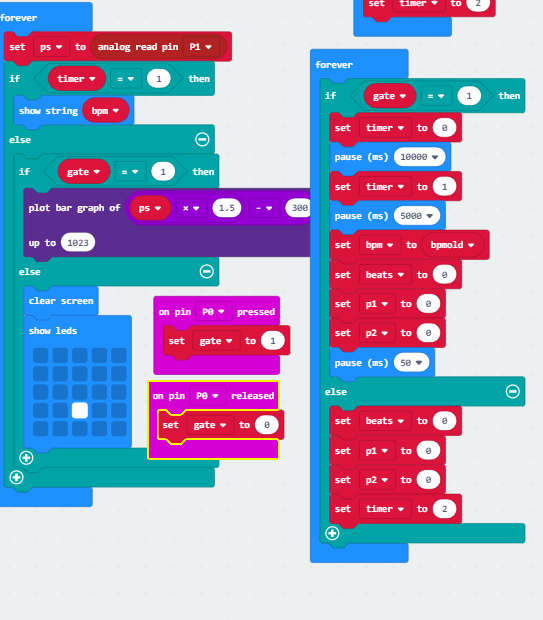 set timer to 2
forever
set ps to analog read pin P1
if timer = 1 then
show string bpm
else
if gate = 1 then
plot bar graph of ps × 1.5 - 300
up to 1023
else
clear screen
show leds
on pin P0 pressed
set gate to 1
on pin P0 released
set gate to 0
forever
if gate = 1 then
set timer to 0
pause (ms) 10000
set timer to 1
pause (ms) 5000
set bpm to bpmold
set beats to 0
set p1 to 0
set p2 to 0
pause (ms) 50
else
set beats to 0
set p1 to 0
set p2 to 0
set timer to 2